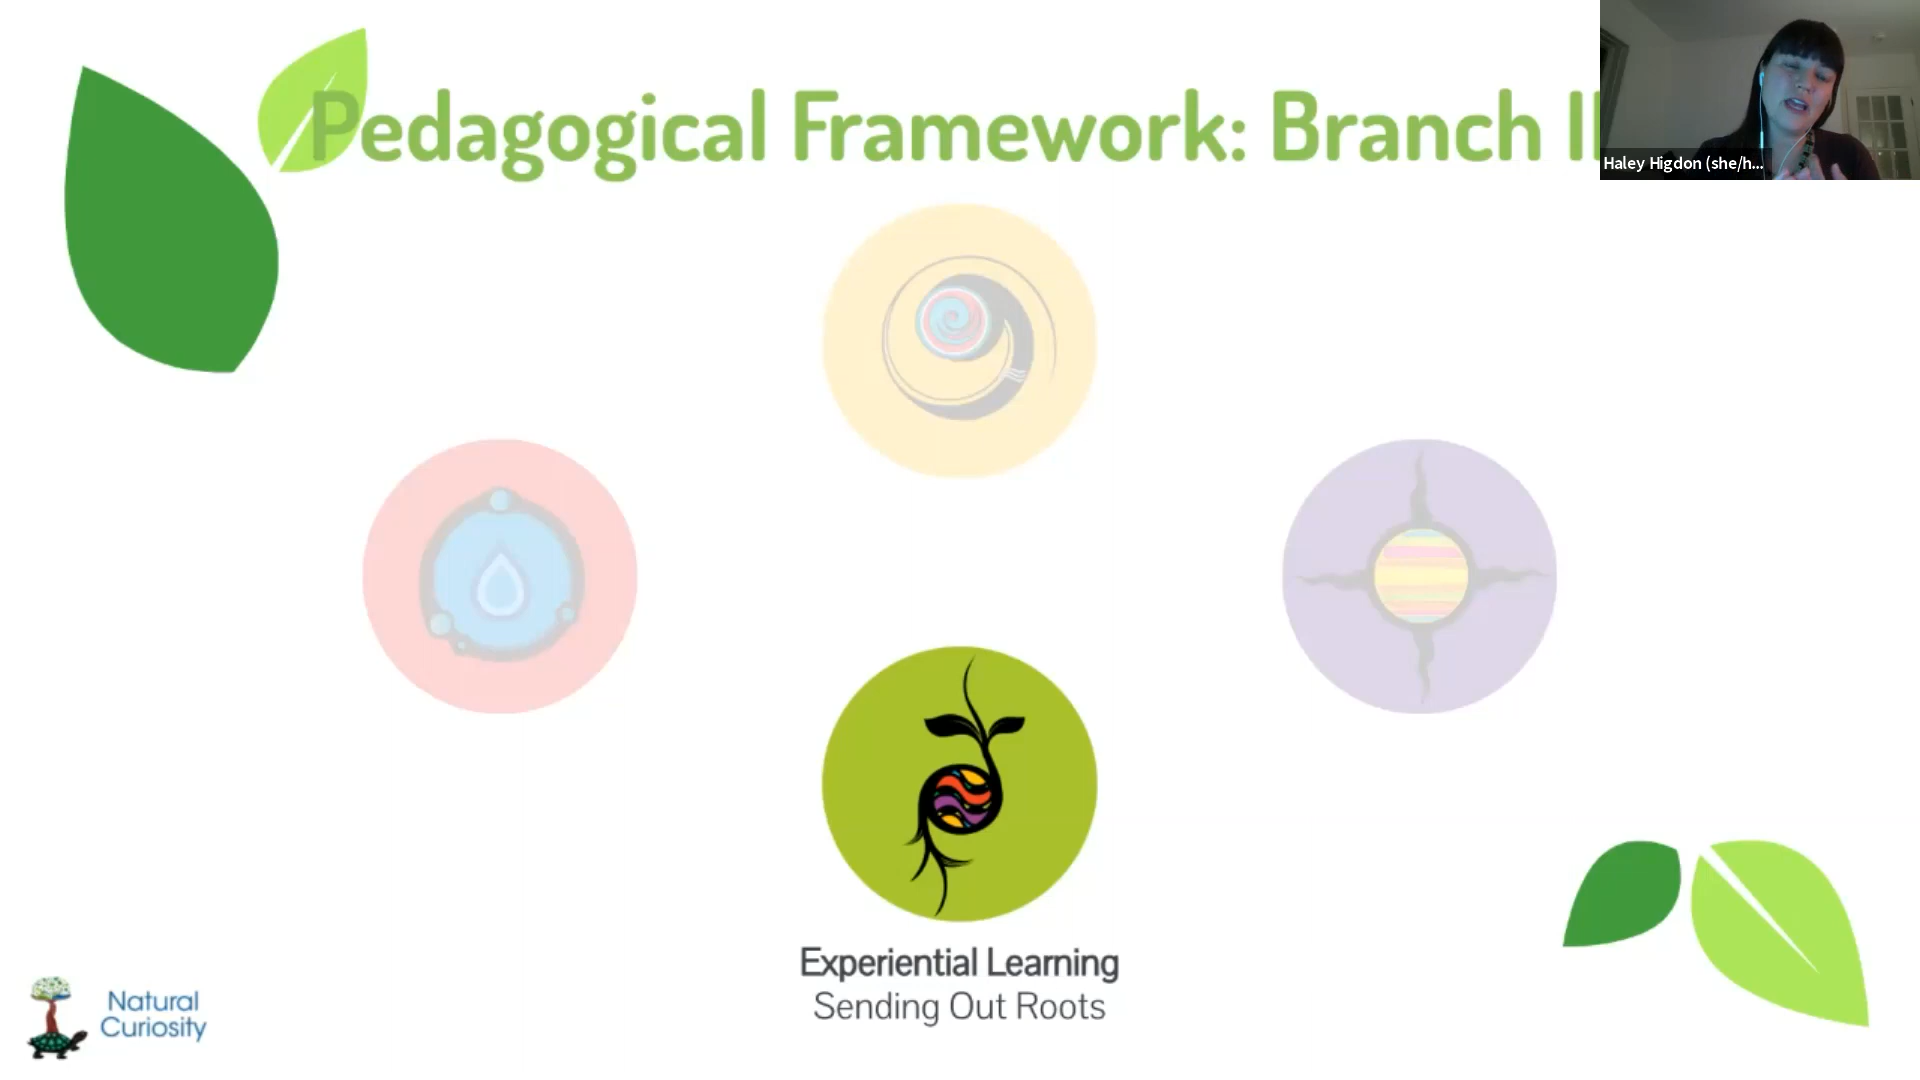 Pedagogical Framework: Branch II
Haley Higdon (she/h...
Experiential Learning
Sending Out Roots
Natural
Curiosity